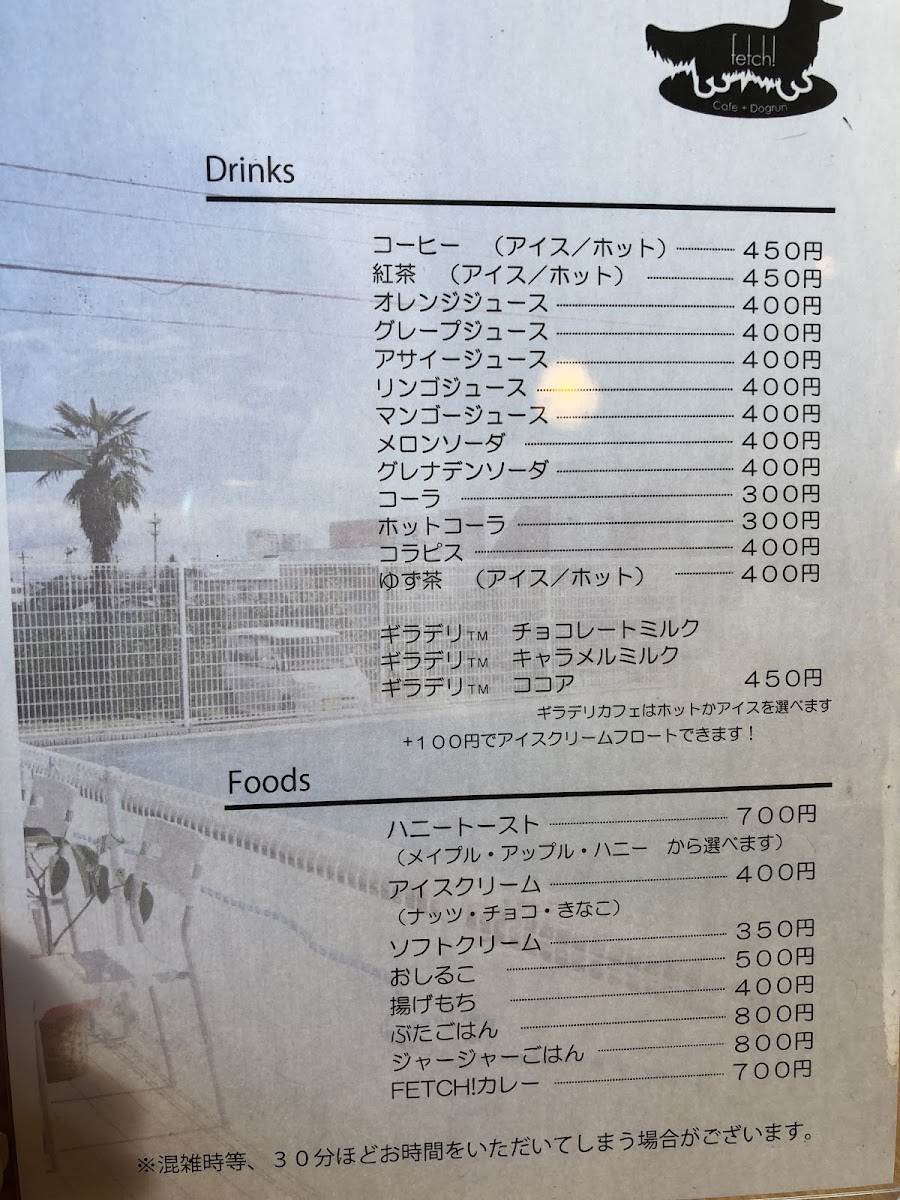 fetch!
Cafe + Dogrun
Drinks
コーヒー　（アイス／ホット） 450円
紅茶　（アイス／ホット） 450円
オレンジジュース 400円
グレープジュース 400円
アサイージュース 400円
リンゴジュース 400円
マンゴージュース 400円
メロンソーダ 400円
グレナデンソーダ 400円
コーラ 300円
ホットコーラ 300円
コラピス 400円
ゆず茶　（アイス／ホット） 400円
ギラデリTM　チョコレートミルク
ギラデリTM　キャラメルミルク
ギラデリTM　ココア 450円
ギラデリカフェはホットかアイスを選べます
+100円でアイスクリームフロートできます！
Foods
ハニートースト 700円
（メイプル・アップル・ハニー　から選べます）
アイスクリーム 400円
（ナッツ・チョコ・きなこ）
ソフトクリーム 350円
おしるこ 500円
揚げもち 400円
ぶたごはん 800円
ジャージャーごはん 800円
FETCH!カレー 700円
※混雑時等、30分ほどお時間をいただいてしまう場合がございます。